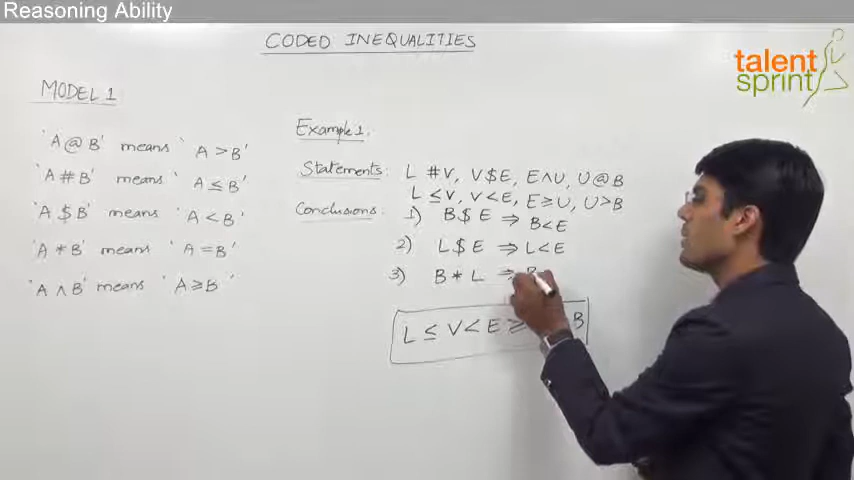 Reasoning Ability
CODED INEQUALITIES
talent
sprint
MODEL 1
'A @ B' means 'A > B'
'A # B' means 'A ≤ B'
'A $ B' means 'A < B'
'A * B' means 'A = B'
'A ∧ B' means 'A ≥ B'
Example 1.
Statements: L # V, V $ E, E ∧ U, U @ B
L ≤ V, V < E, E ≥ U, U > B
Conclusions: 1) B $ E ⇒ B < E
2) L $ E ⇒ L < E
3) B * L ⇒ B
L ≤ V < E ≥ B